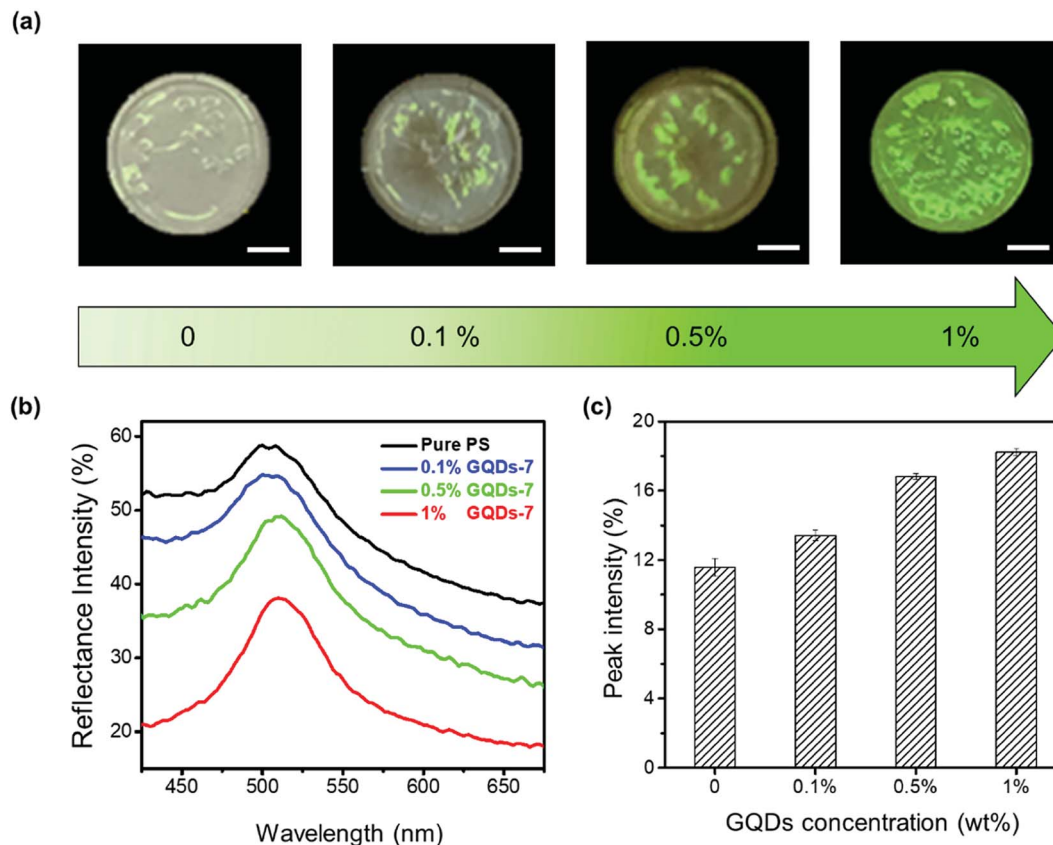 (a)
0 0.1 % 0.5% 1%
(b)
60
50
40
30
20
Reflectance Intensity (%)
Pure PS
0.1% GQDs-7
0.5% GQDs-7
1% GQDs-7
450 500 550 600 650
Wavelength (nm)
(c)
20
16
12
8
4
0
Peak intensity (%)
0 0.1% 0.5% 1%
GQDs concentration (wt%)